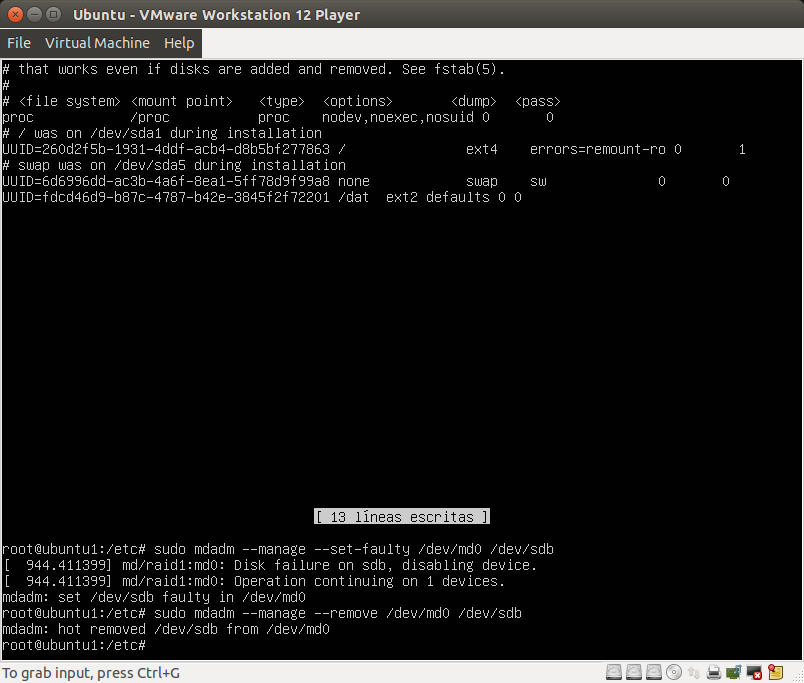 Ubuntu - VMware Workstation 12 Player
File Virtual Machine Help
# that works even if disks are added and removed. See fstab(5).
#
# <file system> <mount point>   <type>  <options>       <dump>  <pass>
proc            /proc           proc    nodev,noexec,nosuid 0       0
# / was on /dev/sda1 during installation
UUID=260d2f5b-1931-4ddf-acb4-d8b5bf277863 /               ext4    errors=remount-ro 0       1
# swap was on /dev/sda5 during installation
UUID=6d6996dd-ac3b-4a6f-8ea1-5ff78d9f99a8 none            swap    sw              0       0
UUID=fdcd46d9-b87c-4787-b42e-3845f2f72201 /dat  ext2 defaults 0 0
[ 13 líneas escritas ]
root@ubuntu1:/etc# sudo mdadm --manage --set-faulty /dev/md0 /dev/sdb
[  944.411399] md/raid1:md0: Disk failure on sdb, disabling device.
[  944.411399] md/raid1:md0: Operation continuing on 1 devices.
mdadm: set /dev/sdb faulty in /dev/md0
root@ubuntu1:/etc# sudo mdadm --manage --remove /dev/md0 /dev/sdb
mdadm: hot removed /dev/sdb from /dev/md0
root@ubuntu1:/etc#
To grab input, press Ctrl+G